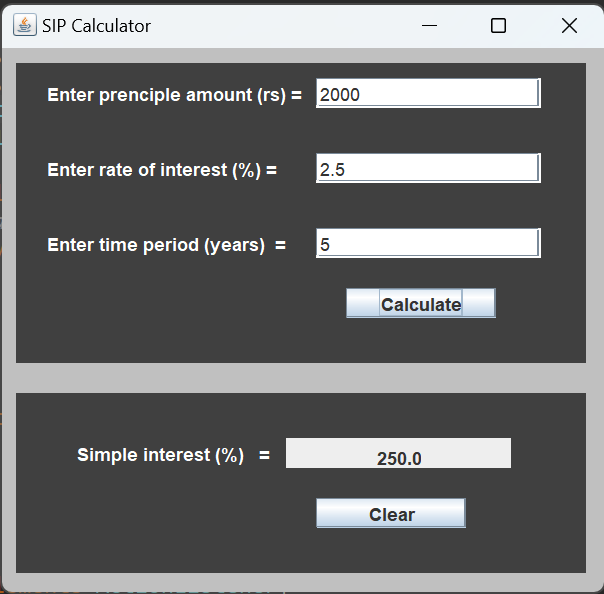 SIP Calculator
Enter prenciple amount (rs) = 2000
Enter rate of interest (%) = 2.5
Enter time period (years) = 5
Calculate
Simple interest (%) = 250.0
Clear